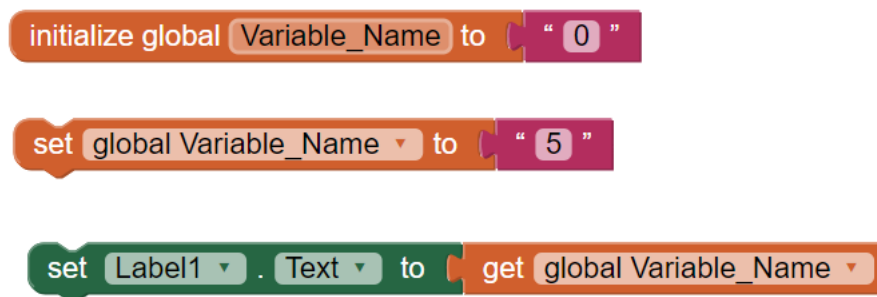 initialize global Variable_Name to " 0 "
set global Variable_Name to " 5 "
set Label1 . Text to get global Variable_Name